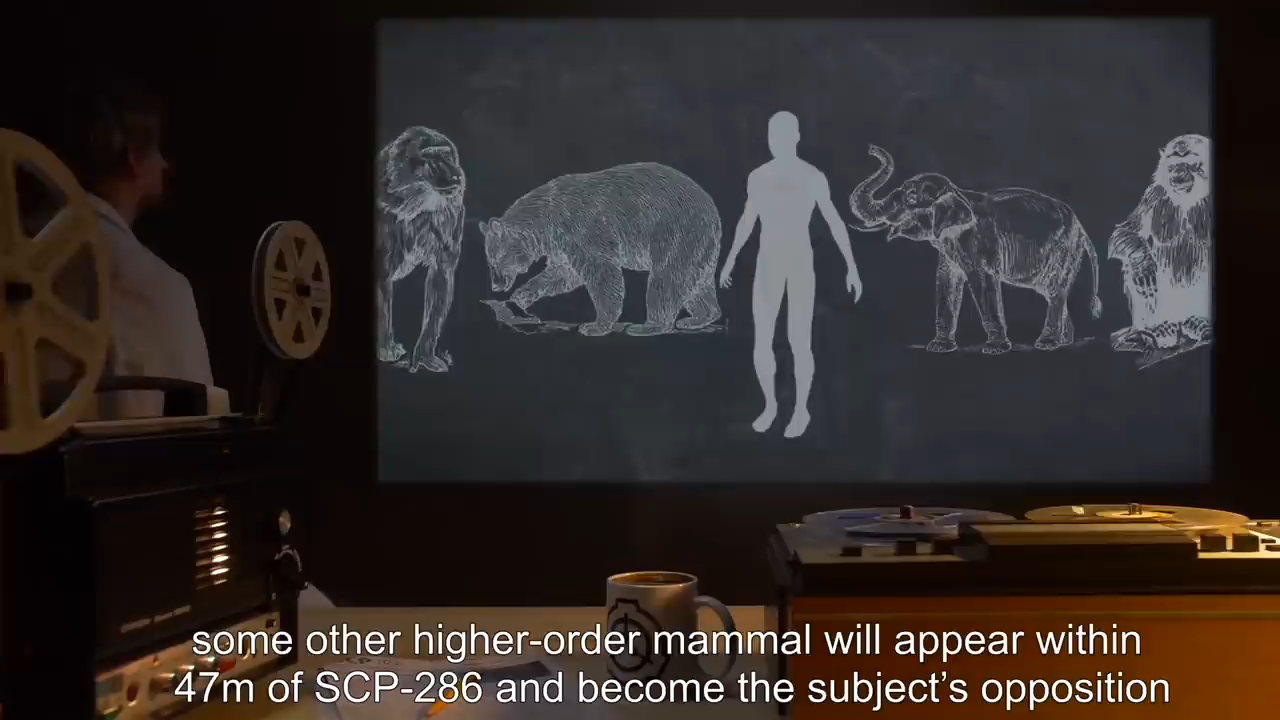 some other higher-order mammal will appear within
47m of SCP-286 and become the subject’s opposition